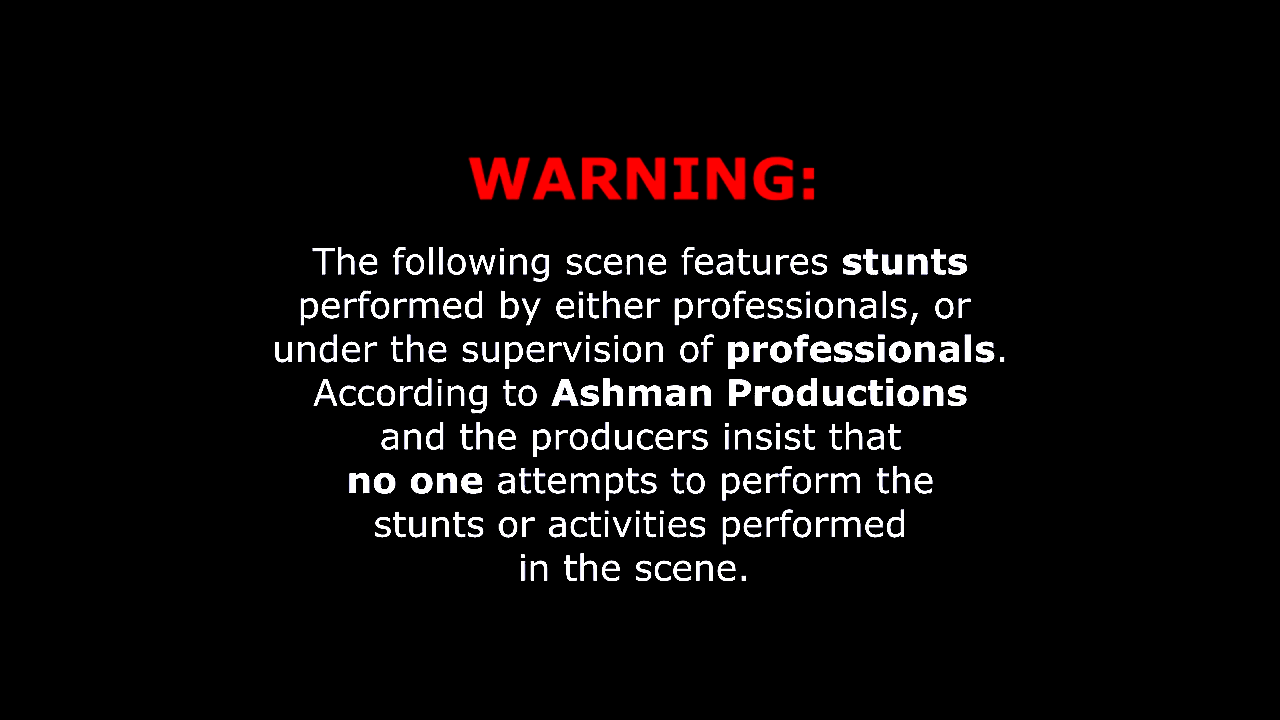 WARNING:
The following scene features stunts
performed by either professionals, or
under the supervision of professionals.
According to Ashman Productions
and the producers insist that
no one attempts to perform the
stunts or activities performed
in the scene.